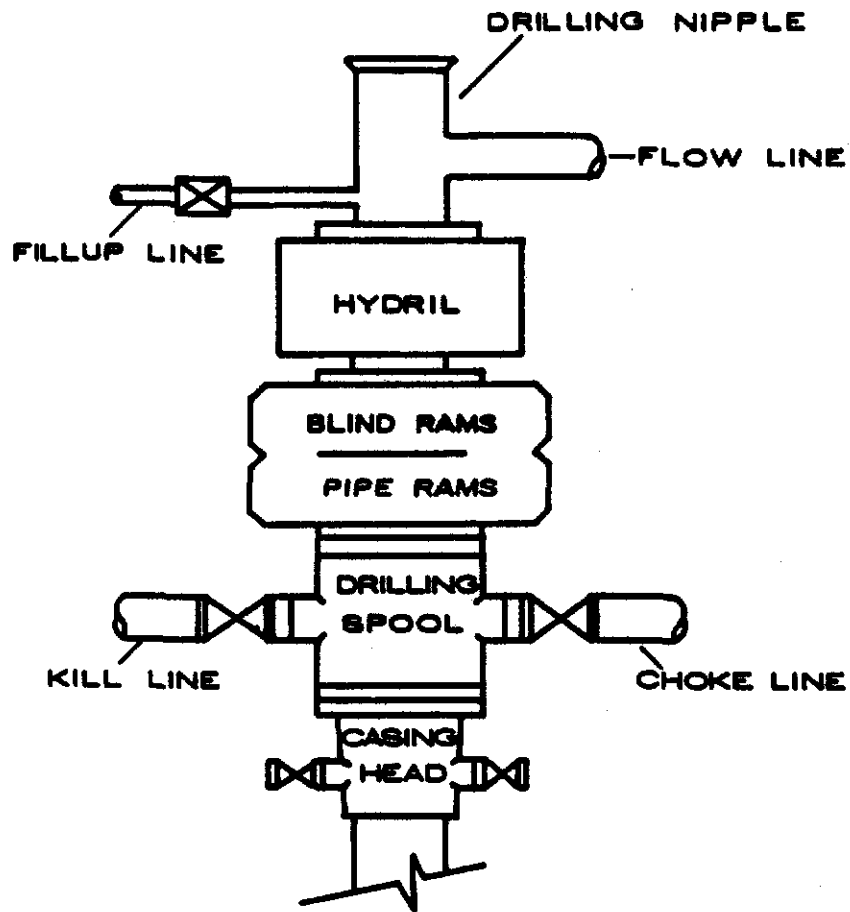 DRILLING NIPPLE
FLOW LINE
FILLUP LINE
HYDRIL
BLIND RAMS
PIPE RAMS
DRILLING
SPOOL
KILL LINE
CHOKE LINE
CASING
HEAD